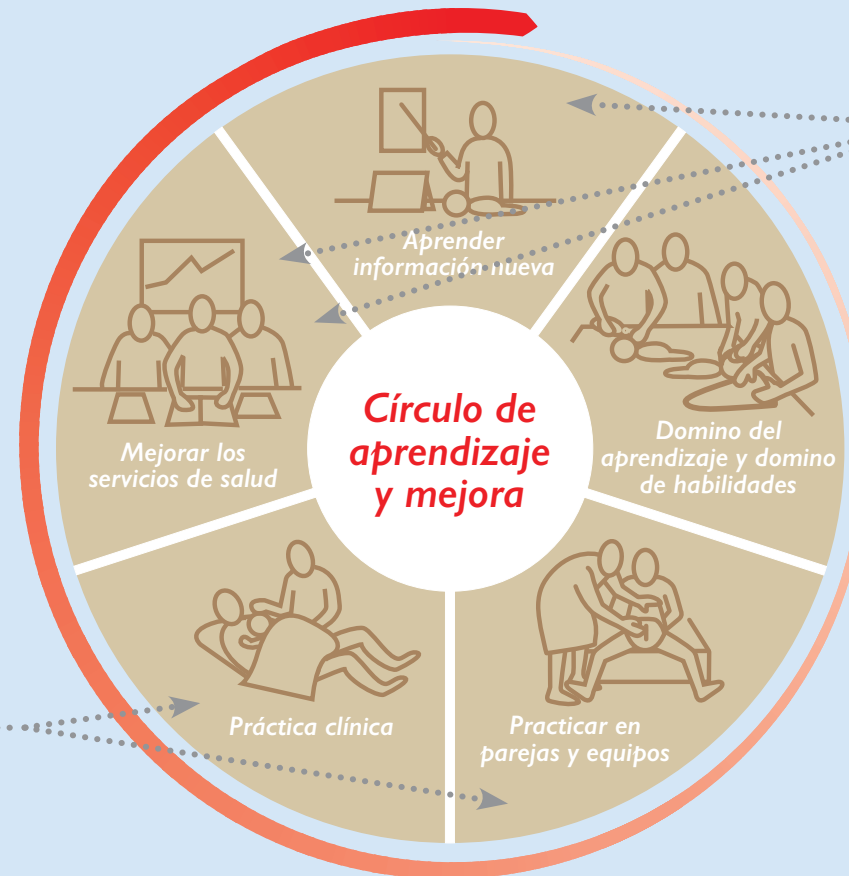 Aprender
información nueva
Domino del
aprendizaje y domino
de habilidades
Círculo de
aprendizaje
y mejora
Mejorar los
servicios de salud
Práctica clínica
Practicar en
parejas y equipos